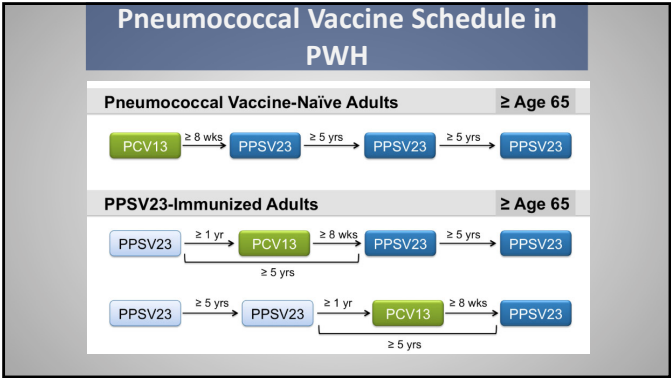 Pneumococcal Vaccine Schedule in
PWH
Pneumococcal Vaccine-Naïve Adults ≥ Age 65
PCV13 ≥ 8 wks PPSV23 ≥ 5 yrs PPSV23 ≥ 5 yrs PPSV23
PPSV23-Immunized Adults ≥ Age 65
PPSV23 ≥ 1 yr PCV13 ≥ 8 wks PPSV23 ≥ 5 yrs PPSV23
≥ 5 yrs
PPSV23 ≥ 5 yrs PPSV23 ≥ 1 yr PCV13 ≥ 8 wks PPSV23
≥ 5 yrs